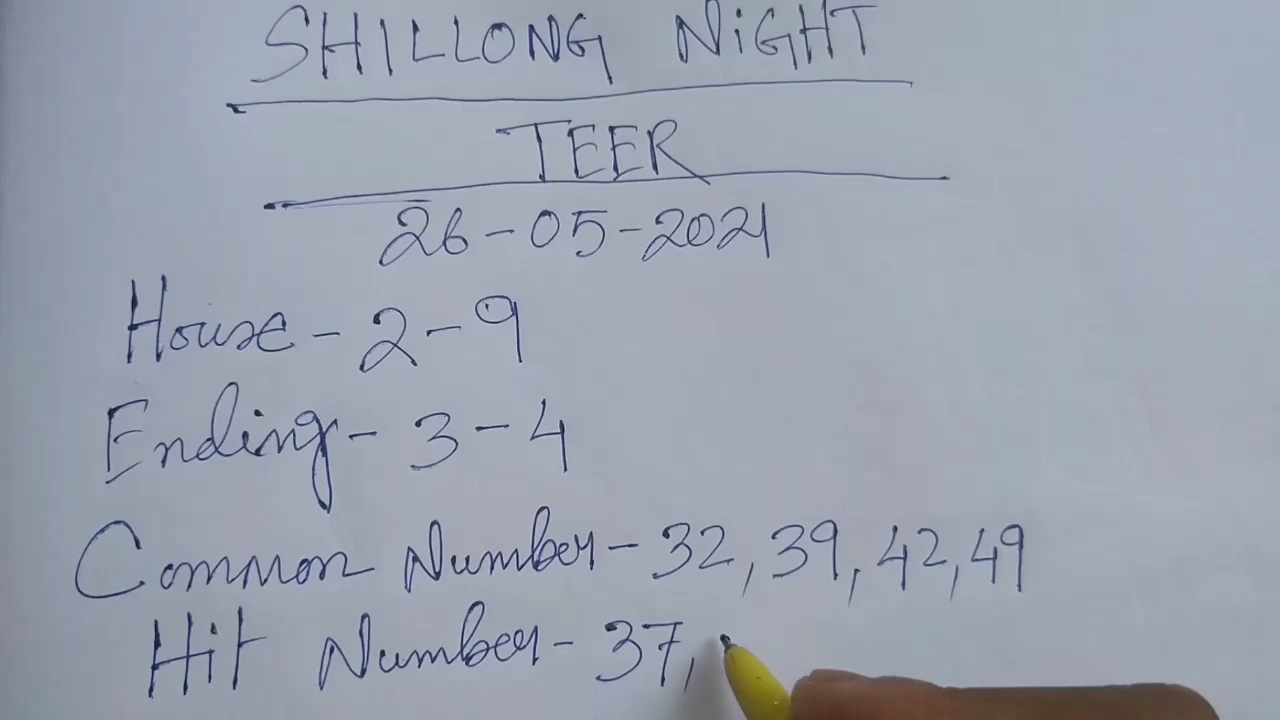 SHILLONG NiGHT
TEER
26-05-2021
House - 2-9
Ending - 3-4
Common Number - 32, 39, 42, 49
Hit Number - 37,